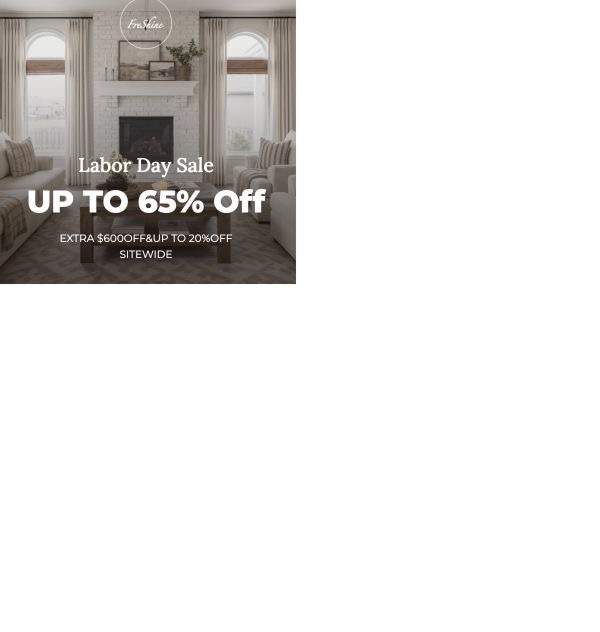 FreShine
Labor Day Sale
UP TO 65% Off
EXTRA $600OFF&UP TO 20%OFF
SITEWIDE